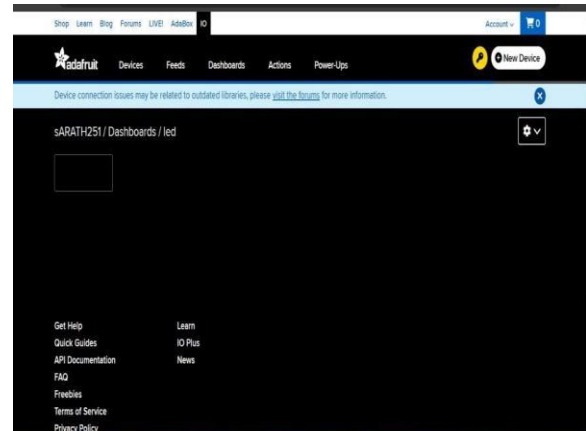 Shop Learn Blog Forums LIVE! AdaBox IO Account 0
adafruit Devices Feeds Dashboards Actions Power-Ups New Device
Device connection issues may be related to outdated libraries, please visit the forums for more information.
sARATH251 / Dashboards / led
Get Help Learn
Quick Guides IO Plus
API Documentation News
FAQ
Freebies
Terms of Service
Privacy Policy